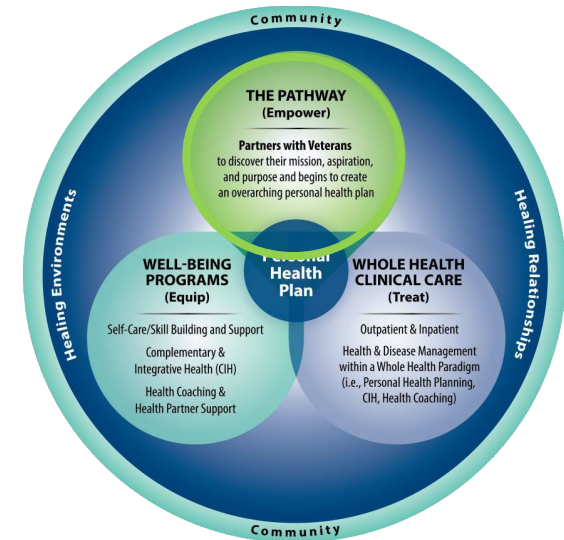 Community
THE PATHWAY
(Empower)
Partners with Veterans
to discover their mission, aspiration,
and purpose and begins to create
an overarching personal health plan
Healing Environments
Healing Relationships
Personal
Health
Plan
WELL-BEING
PROGRAMS
(Equip)
Self-Care/Skill Building and Support
Complementary &
Integrative Health (CIH)
Health Coaching &
Health Partner Support
WHOLE HEALTH
CLINICAL CARE
(Treat)
Outpatient & Inpatient
Health & Disease Management
within a Whole Health Paradigm
(i.e., Personal Health Planning,
CIH, Health Coaching)
Community